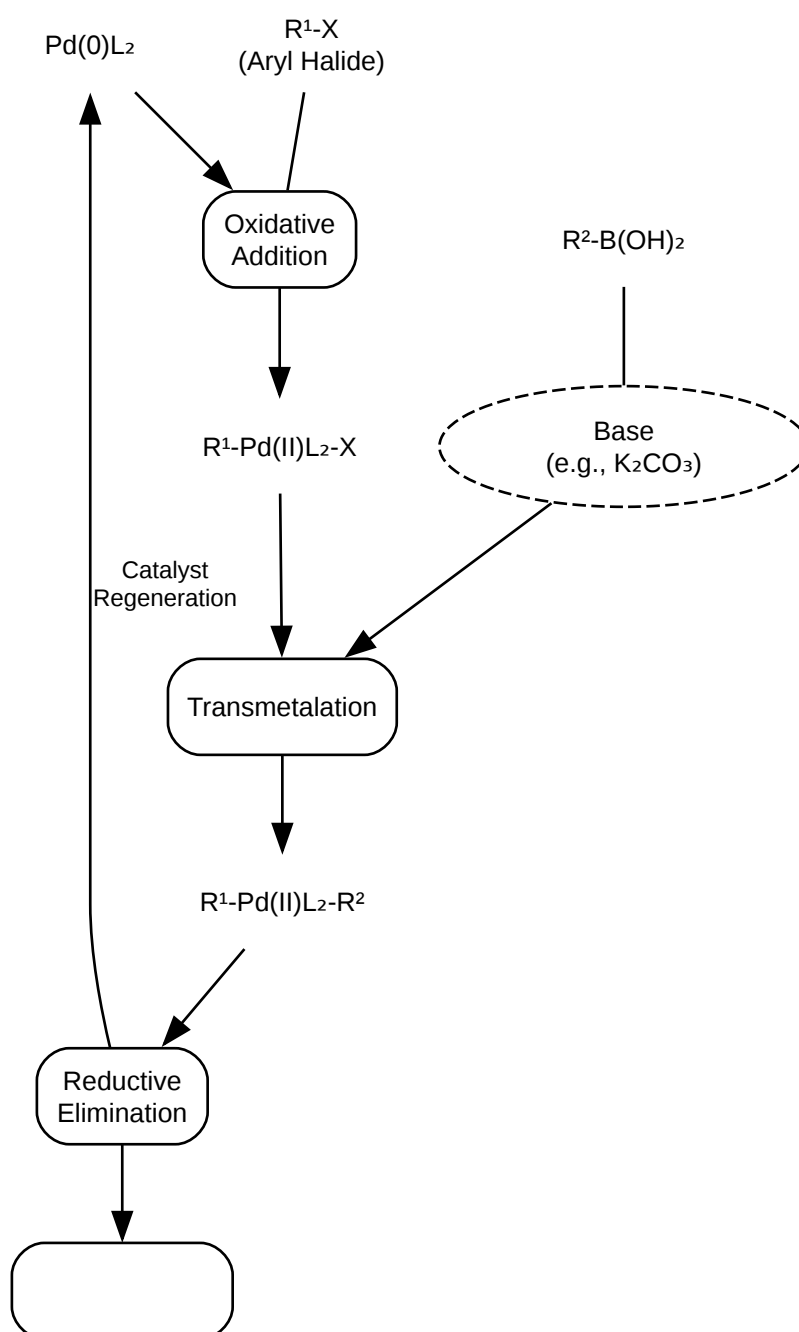 Pd(0)L₂
R¹-X
(Aryl Halide)
Oxidative
Addition
R²-B(OH)₂
R¹-Pd(II)L₂-X
Base
(e.g., K₂CO₃)
Catalyst
Regeneration
Transmetalation
R¹-Pd(II)L₂-R²
Reductive
Elimination